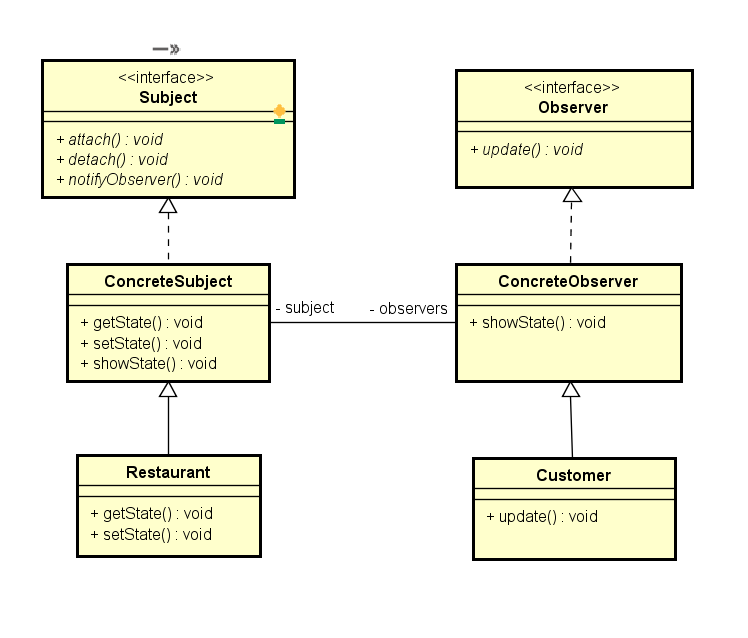 <<interface>>
Subject
+ attach() : void
+ detach() : void
+ notifyObserver() : void
<<interface>>
Observer
+ update() : void
ConcreteSubject
+ getState() : void
+ setState() : void
+ showState() : void
- subject
- observers
ConcreteObserver
+ showState() : void
Restaurant
+ getState() : void
+ setState() : void
Customer
+ update() : void